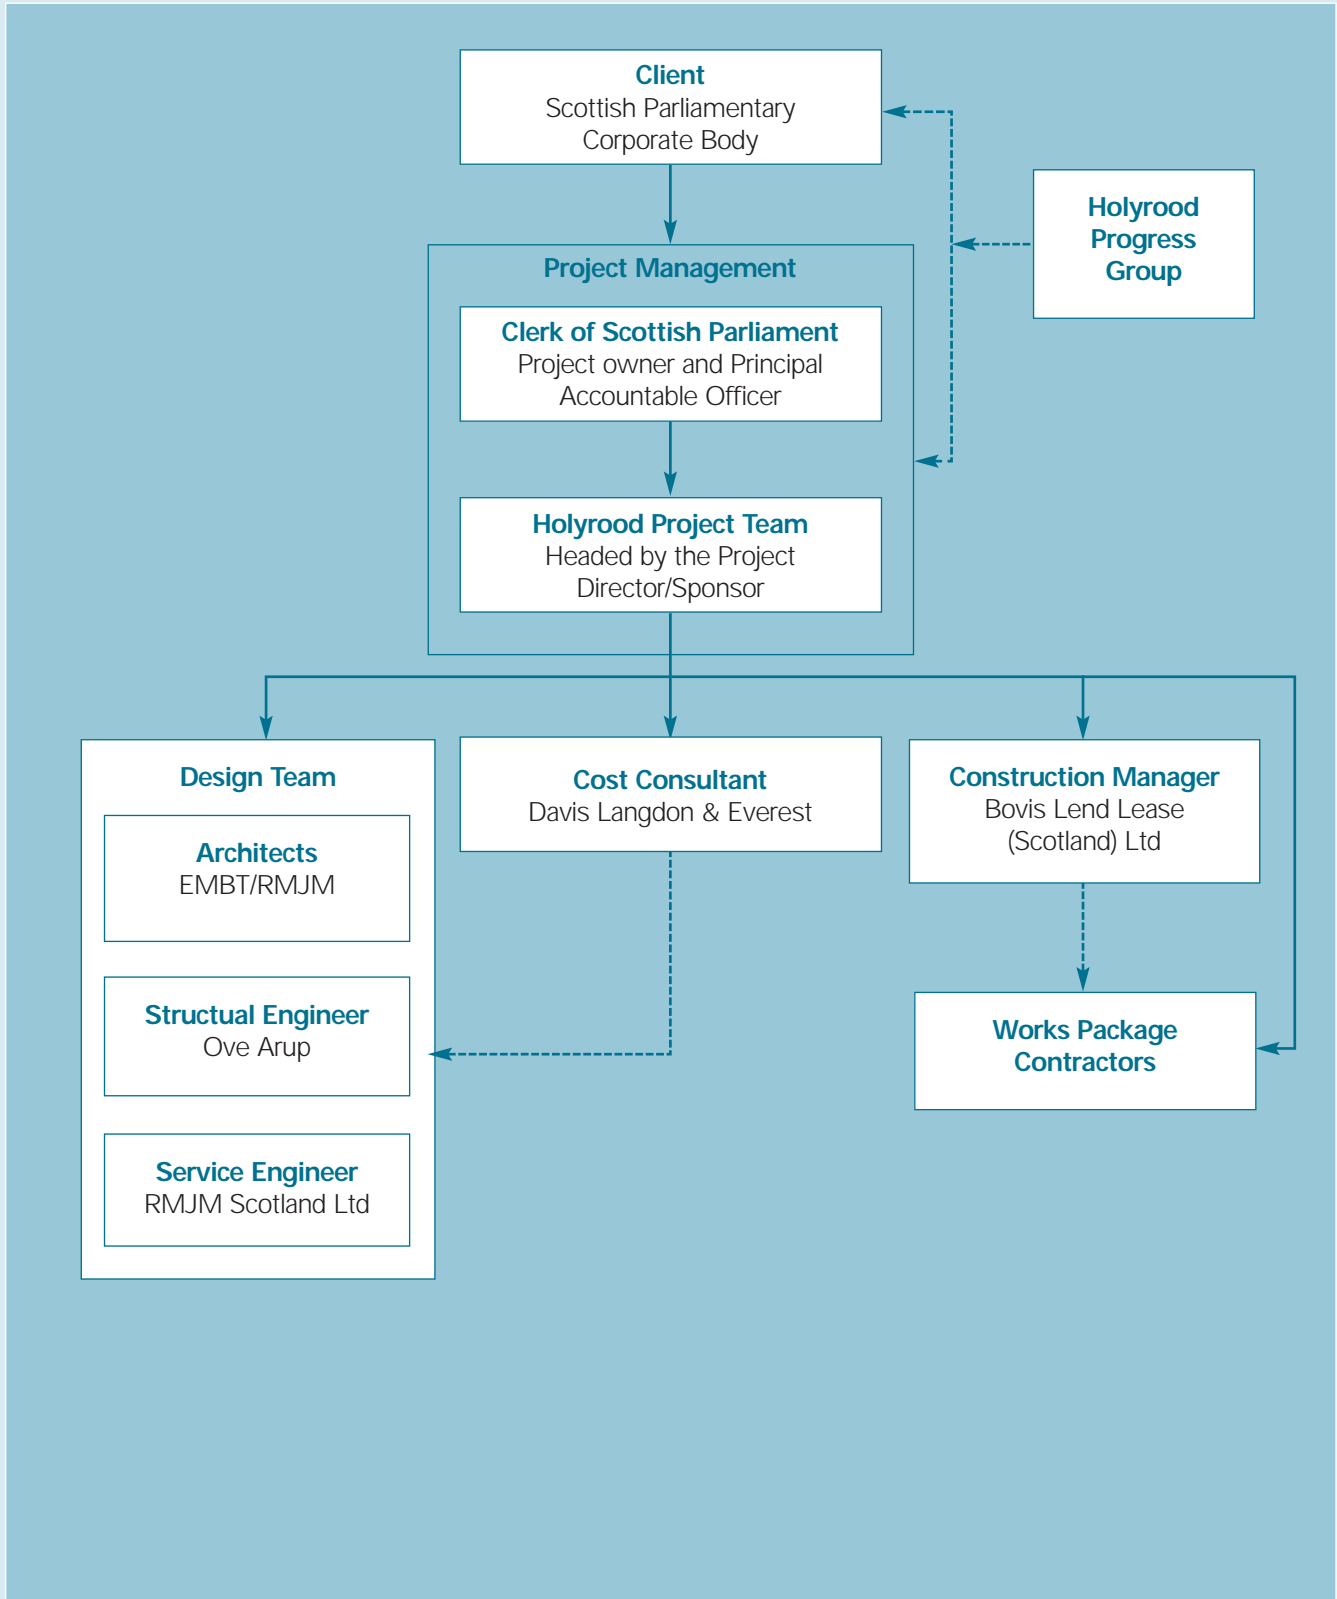 Client
Scottish Parliamentary
Corporate Body
Holyrood
Progress
Group
Project Management
Clerk of Scottish Parliament
Project owner and Principal
Accountable Officer
Holyrood Project Team
Headed by the Project
Director/Sponsor
Design Team
Architects
EMBT/RMJM
Structual Engineer
Ove Arup
Service Engineer
RMJM Scotland Ltd
Cost Consultant
Davis Langdon & Everest
Construction Manager
Bovis Lend Lease
(Scotland) Ltd
Works Package
Contractors